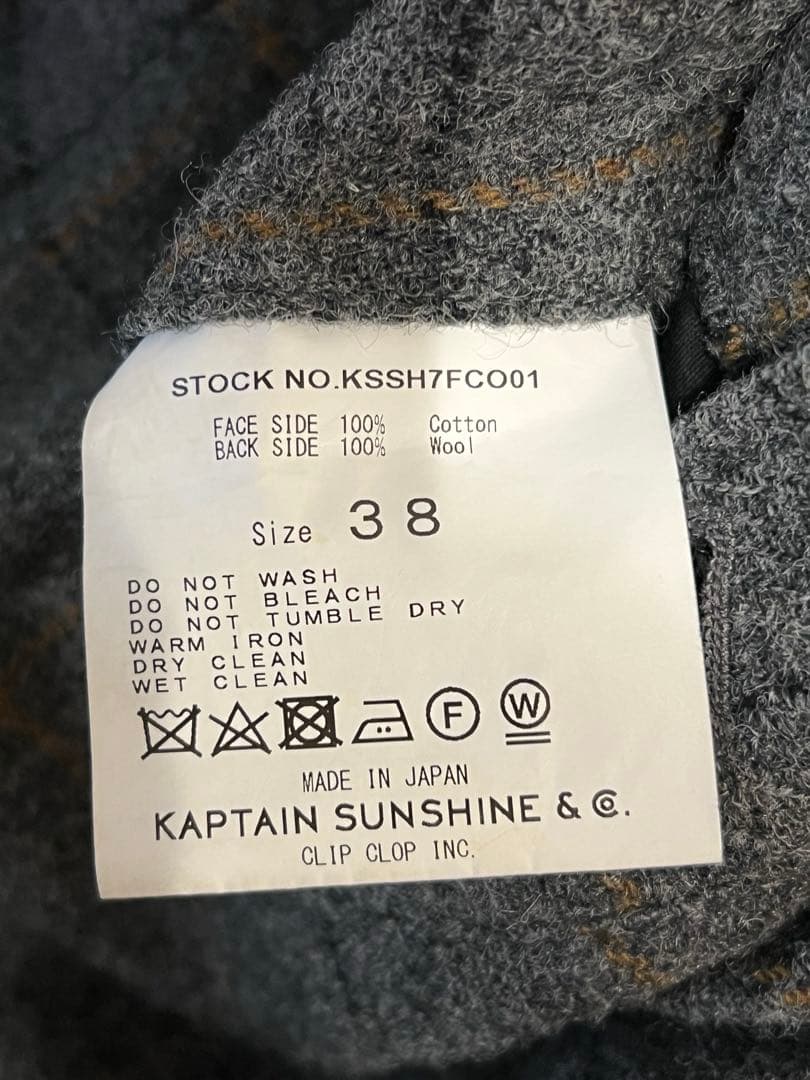 STOCK NO.KSSH7FCO01
FACE SIDE 100% Cotton
BACK SIDE 100% Wool
Size 38
DO NOT WASH
DO NOT BLEACH
DO NOT TUMBLE DRY
WARM IRON
DRY CLEAN
WET CLEAN
F W
MADE IN JAPAN
KAPTAIN SUNSHINE & Co.
CLIP CLOP INC.